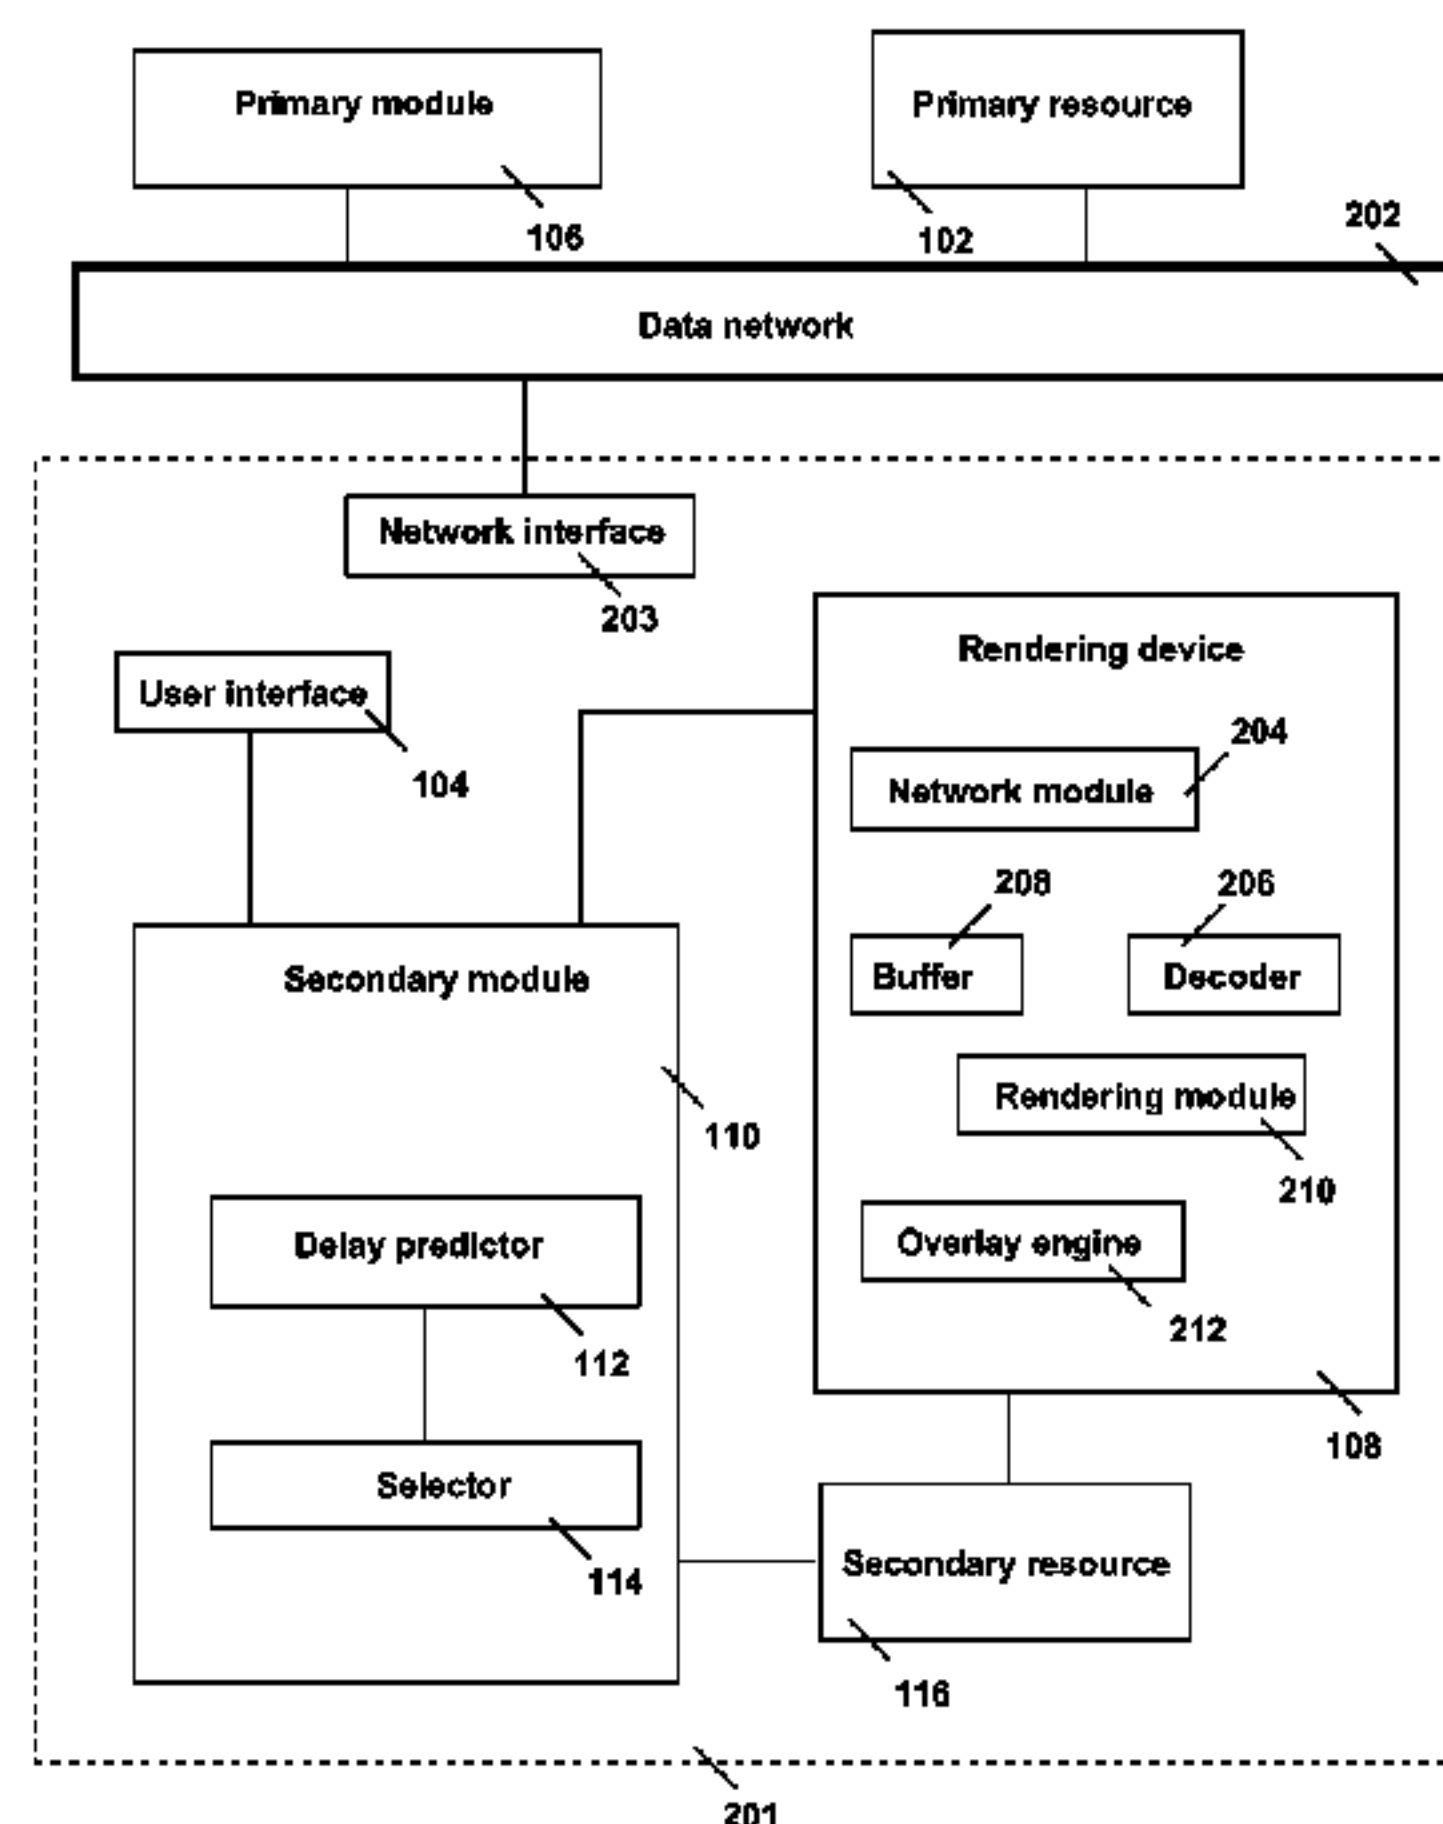 Primary module
Primary resource
106
102
202
Data network
Network interface
203
Rendering device
User interface
104
204
Network module
208
206
Buffer
Decoder
Secondary module
Rendering module
110
210
Delay predictor
Overlay engine
112
212
108
Selector
114
Secondary resource
116
201